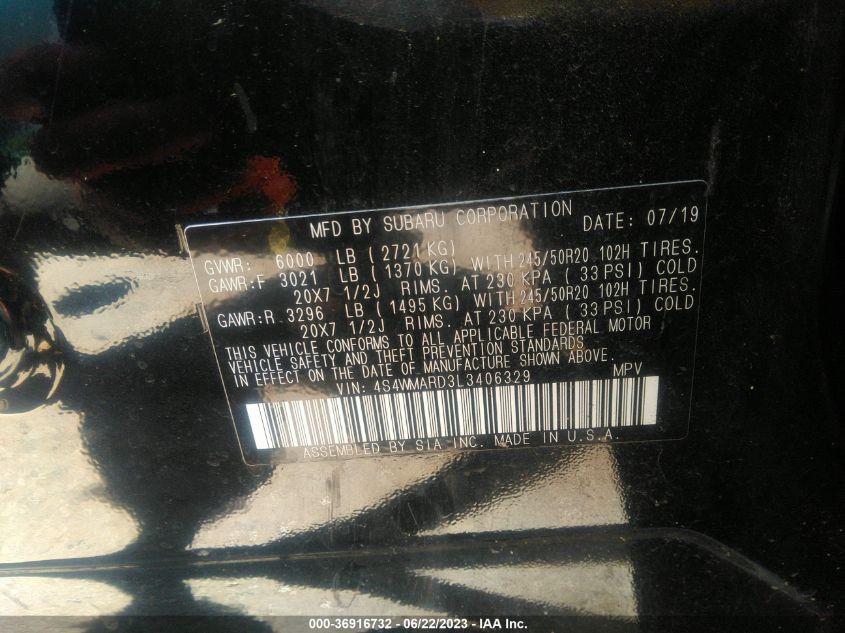 MFD BY SUBARU CORPORATION DATE: 07/19
GVWR: 6000 LB ( 2721 KG)
GAWR:F 3021 LB ( 1370 KG) WITH 245/50R20 102H TIRES.
20X7 1/2J RIMS. AT 230 KPA ( 33 PSI) COLD
GAWR:R 3296 LB ( 1495 KG) WITH 245/50R20 102H TIRES.
20X7 1/2J RIMS. AT 230 KPA ( 33 PSI) COLD
THIS VEHICLE CONFORMS TO ALL APPLICABLE FEDERAL MOTOR
VEHICLE SAFETY AND THEFT PREVENTION STANDARDS
IN EFFECT ON THE DATE OF MANUFACTURE SHOWN ABOVE.
VIN: 4S4WMARD3L3406329 MPV
ASSEMBLED BY SIA INC. MADE IN U.S.A.
000-36916732 - 06/22/2023 - IAA Inc.